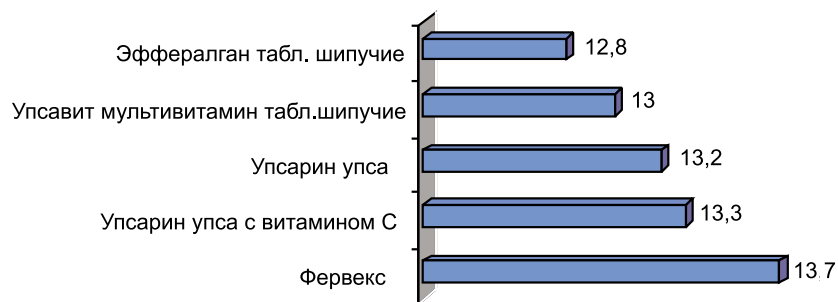 Эффералган табл. шипучие 12,8
Упсавит мультивитамин табл.шипучие 13
Упсарин упса 13,2
Упсарин упса с витамином С 13,3
Фервекс 13,7